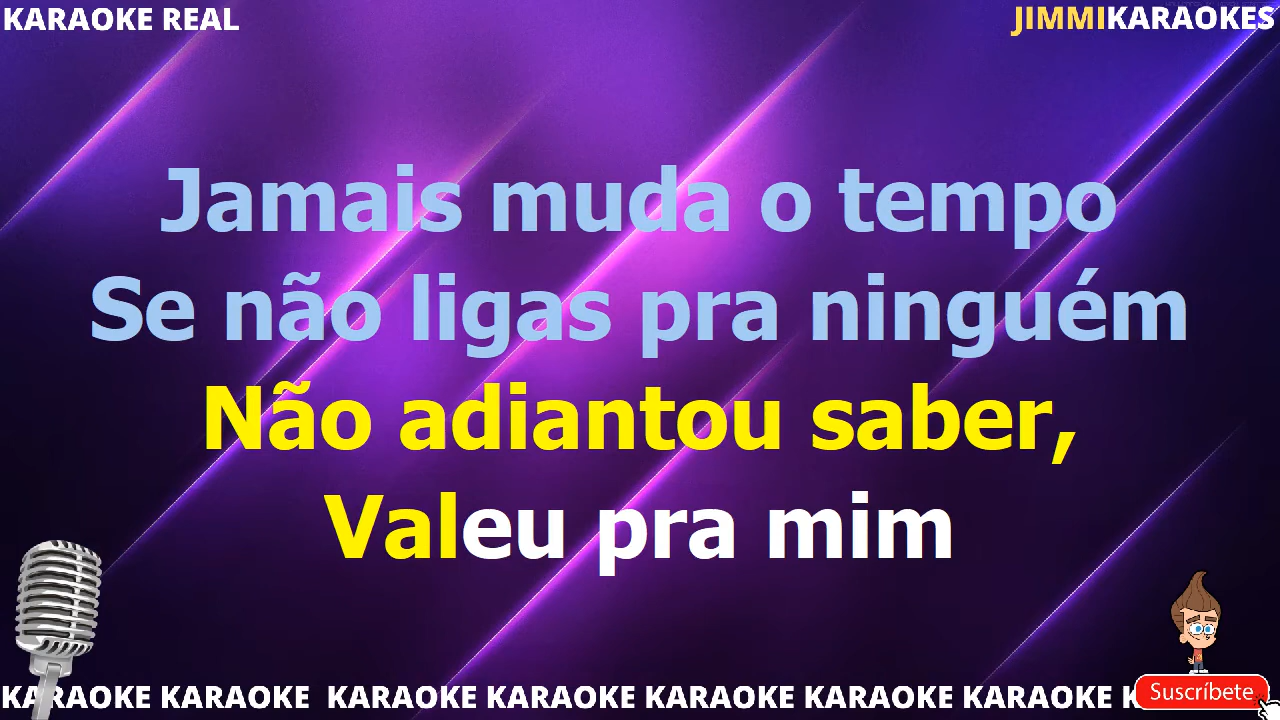 KARAOKE REAL
JIMMIKARAOKES
Jamais muda o tempo
Se não ligas pra ninguém
Não adiantou saber,
Valeu pra mim
KARAOKE KARAOKE KARAOKE KARAOKE KARAOKE KARAOKE KARAOKE K
Suscríbete